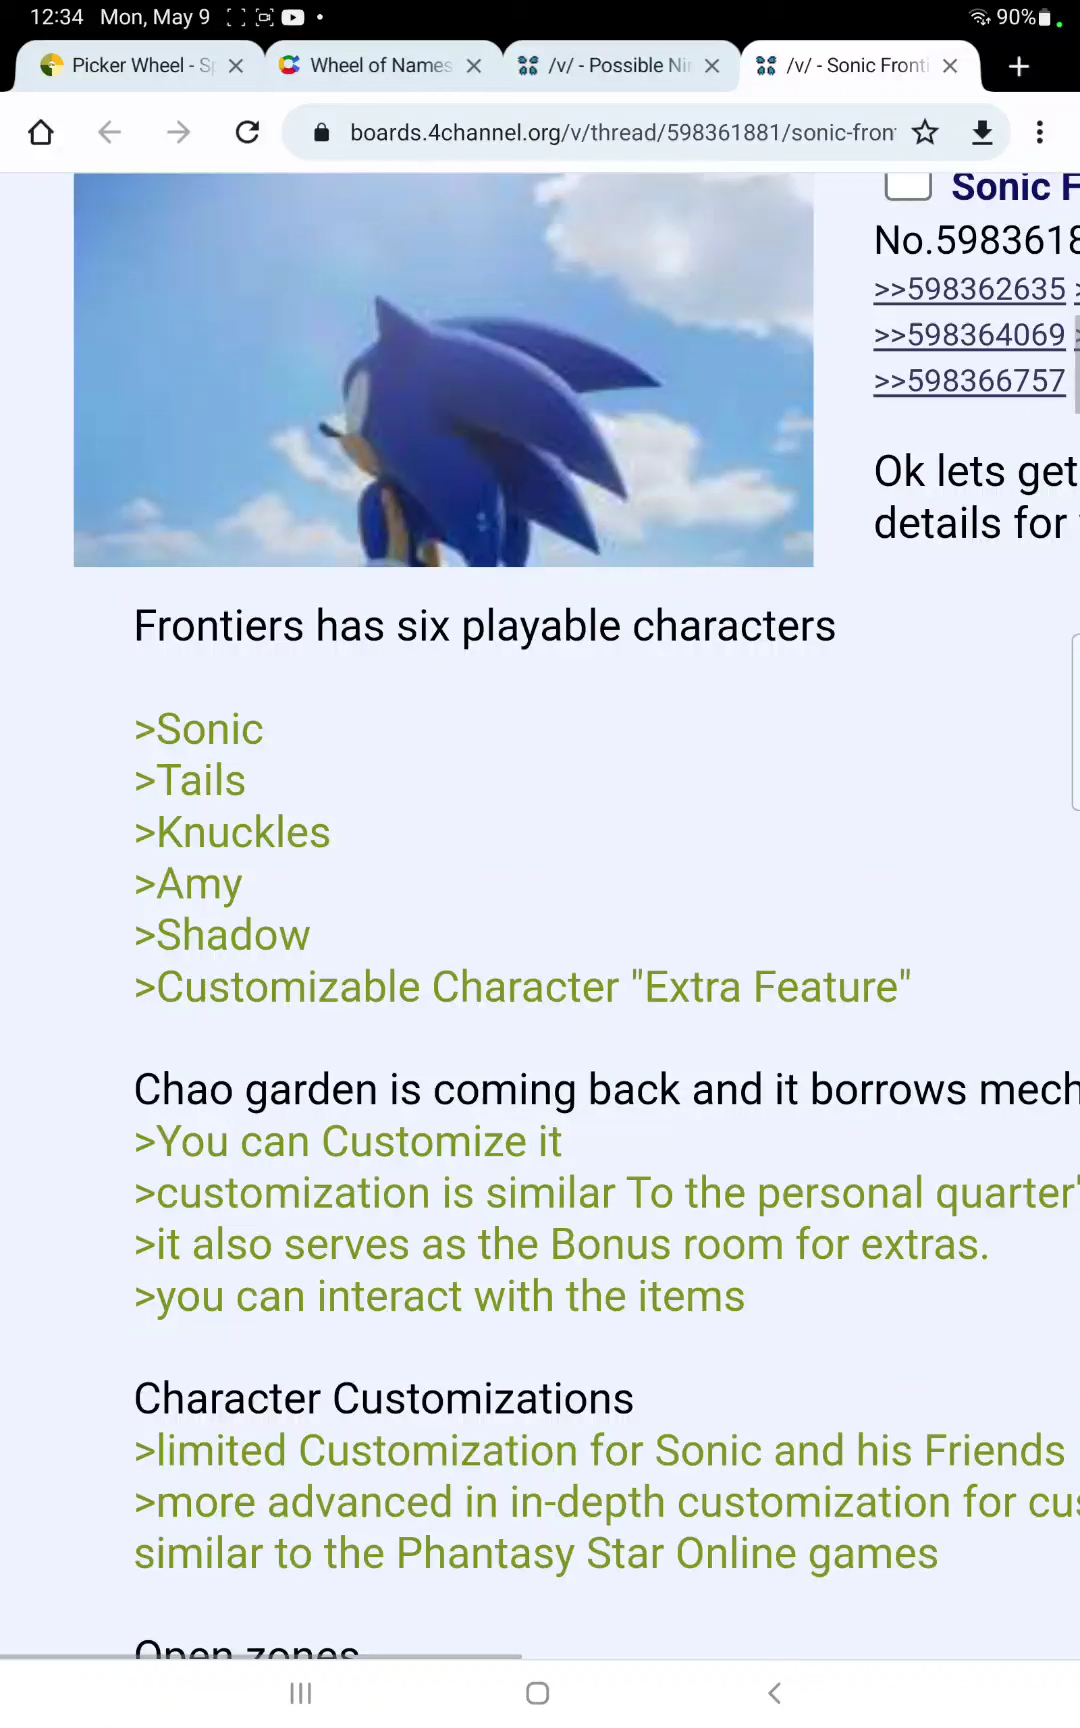 12:34 Mon, May 9 90%
Picker Wheel - Sp
Wheel of Names
/v/ - Possible Nin
/v/ - Sonic Fronti
boards.4channel.org/v/thread/598361881/sonic-fron
Sonic F
No.5983618
>>598362635
>>598364069
>>598366757
Ok lets get
details for
Frontiers has six playable characters
>Sonic
>Tails
>Knuckles
>Amy
>Shadow
>Customizable Character "Extra Feature"
Chao garden is coming back and it borrows mech
>You can Customize it
>customization is similar To the personal quarter'
>it also serves as the Bonus room for extras.
>you can interact with the items
Character Customizations
>limited Customization for Sonic and his Friends
>more advanced in in-depth customization for cus
similar to the Phantasy Star Online games
Open zones